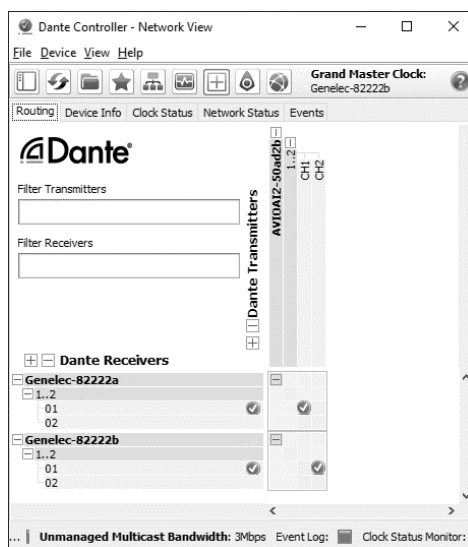 Dante Controller - Network View
File Device View Help
Grand Master Clock:
Genelec-82222b
Routing Device Info Clock Status Network Status Events
Dante®
Filter Transmitters
Filter Receivers
Dante Transmitters
AVIOAI2-50ad2b
1..2
CH1
CH2
Dante Receivers
Genelec-82222a
1..2
01
02
Genelec-82222b
1..2
01
02
... Unmanaged Multicast Bandwidth: 3Mbps Event Log: Clock Status Monitor: